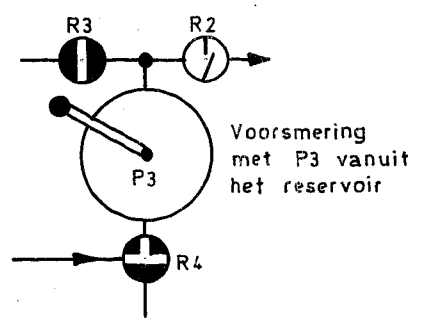 R3
R2
P3
Voorsmering
met P3 vanuit
het reservoir
R4